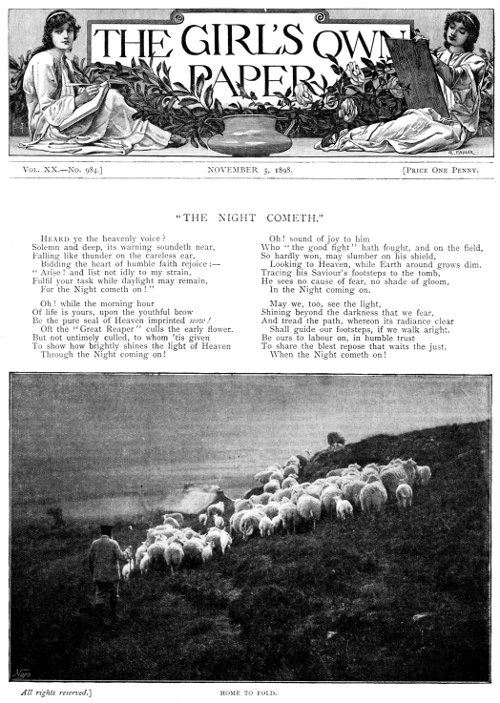 THE GIRL'S OWN
PAPER
VOL. XX.—No. 984.] NOVEMBER 5, 1898. [PRICE ONE PENNY.
"THE NIGHT COMETH."
HEARD ye the heavenly voice?
Solemn and deep, its warning soundeth near,
Falling like thunder on the careless ear,
Bidding the heart of humble faith rejoice:—
"Arise! and list not idly to my strain,
Fulfil your task while daylight may remain,
For the Night cometh on!"
Oh! while the morning hour
Of life is yours, upon the youthful brow
Be the pure seal of Heaven imprinted now!
Oft the "Great Reaper" culls the early flower.
But not untimely culled, to whom 'tis given
To show how brightly shines the light of Heaven
Through the Night coming on!
Oh! sound of joy to him
Who "the good fight" hath fought, and on the field,
So hardly won, may slumber on his shield,
Looking to Heaven, while Earth around grows dim.
Tracing his Saviour's footsteps to the tomb,
He sees no cause of fear, no shade of gloom,
In the Night coming on.
May we, too, see the light,
Shining beyond the darkness that we fear,
And tread the path, whereon its radiance clear
Shall guide our footsteps, if we walk aright.
Be ours to labour on, in humble trust
To share the blest repose that waits the just,
When the Night cometh on!
All rights reserved.] HOME TO FOLD.